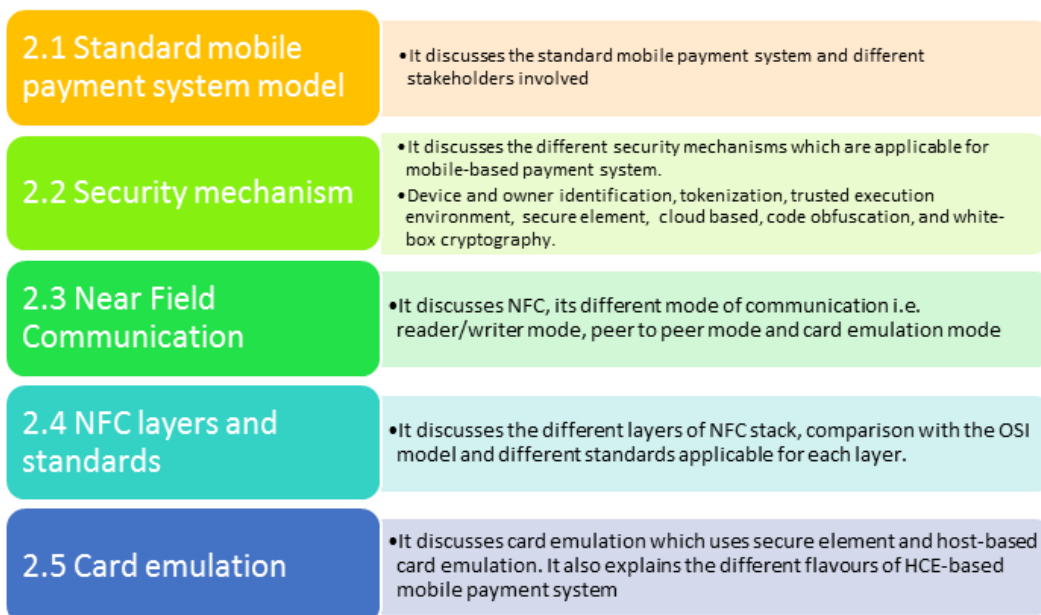 2.1 Standard mobile
payment system model
•It discusses the standard mobile payment system and different
stakeholders involved
2.2 Security mechanism
•It discusses the different security mechanisms which are applicable for
mobile-based payment system.
•Device and owner identification, tokenization, trusted execution
environment, secure element, cloud based, code obfuscation, and white-
box cryptography.
2.3 Near Field
Communication
•It discusses NFC, its different mode of communication i.e.
reader/writer mode, peer to peer mode and card emulation mode
2.4 NFC layers and
standards
•It discusses the different layers of NFC stack, comparison with the OSI
model and different standards applicable for each layer.
2.5 Card emulation
•It discusses card emulation which uses secure element and host-based
card emulation. It also explains the different flavours of HCE-based
mobile payment system